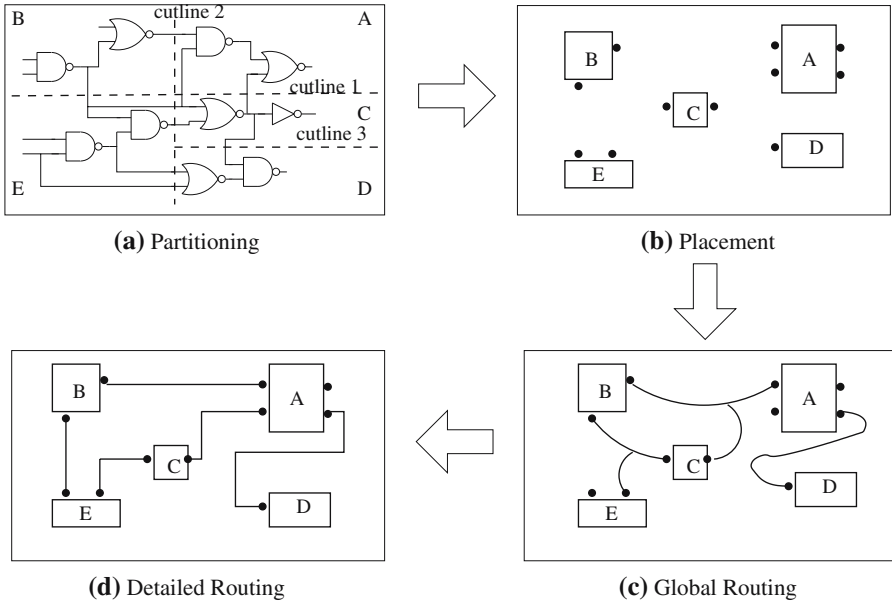 B
cutline 2
A
cutline 1
C
cutline 3
E
D
(a) Partitioning
B
A
C
D
E
(b) Placement
B
A
C
E
D
(d) Detailed Routing
B
A
C
D
E
(c) Global Routing